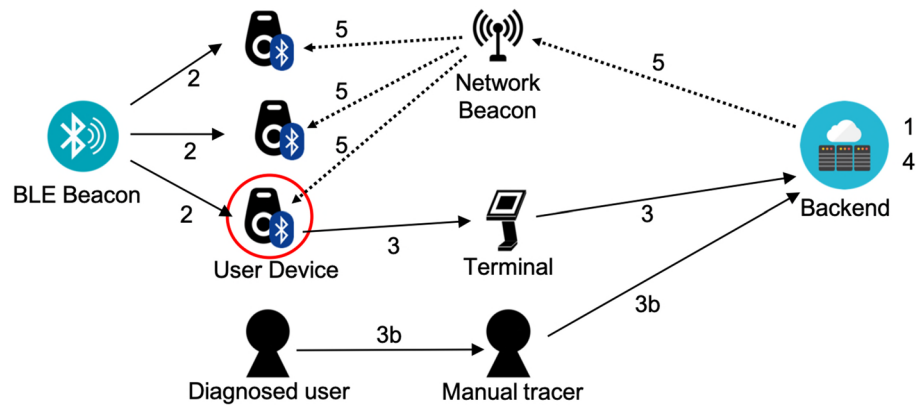 5
5
2
Network
Beacon
5
1
5
2
4
BLE Beacon
2
Backend
3
3
User Device
Terminal
3b
3b
Diagnosed user
Manual tracer